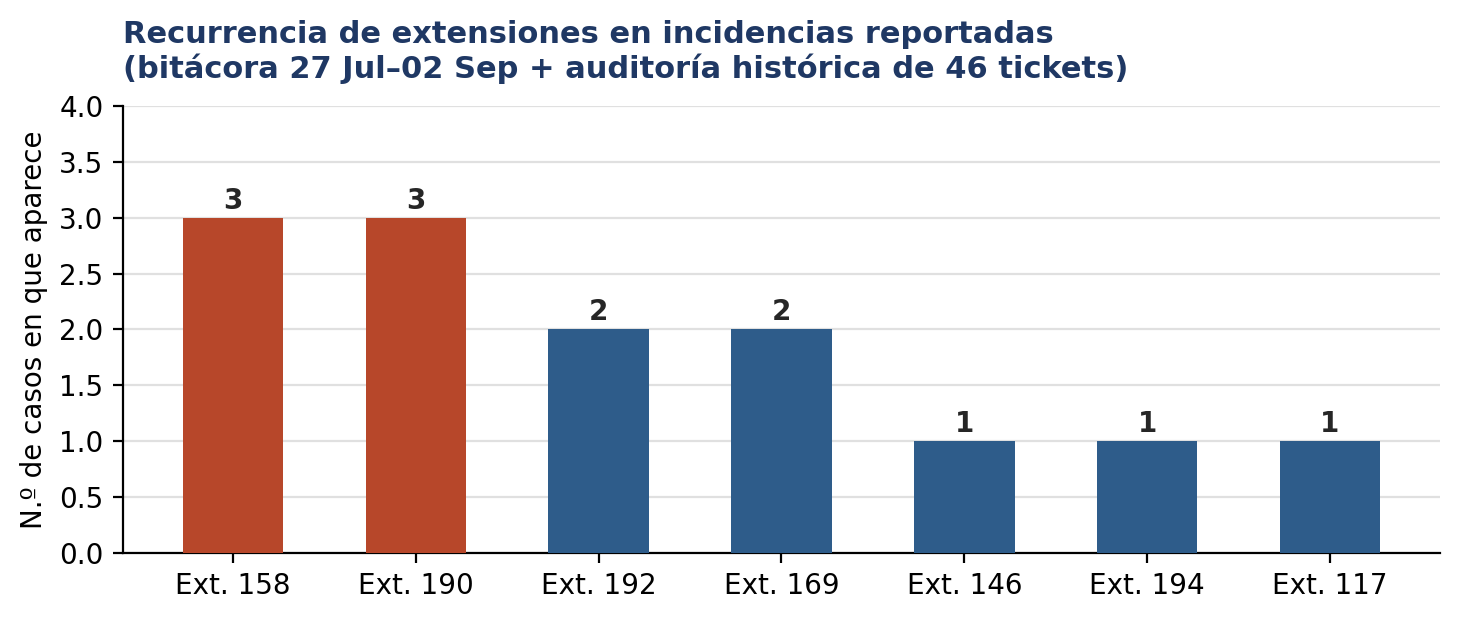 Recurrencia de extensiones en incidencias reportadas
(bitácora 27 Jul–02 Sep + auditoría histórica de 46 tickets)
N.º de casos en que aparece
4.0
3.5
3.0
2.5
2.0
1.5
1.0
0.5
0.0
3
3
2
2
1
1
1
Ext. 158
Ext. 190
Ext. 192
Ext. 169
Ext. 146
Ext. 194
Ext. 117